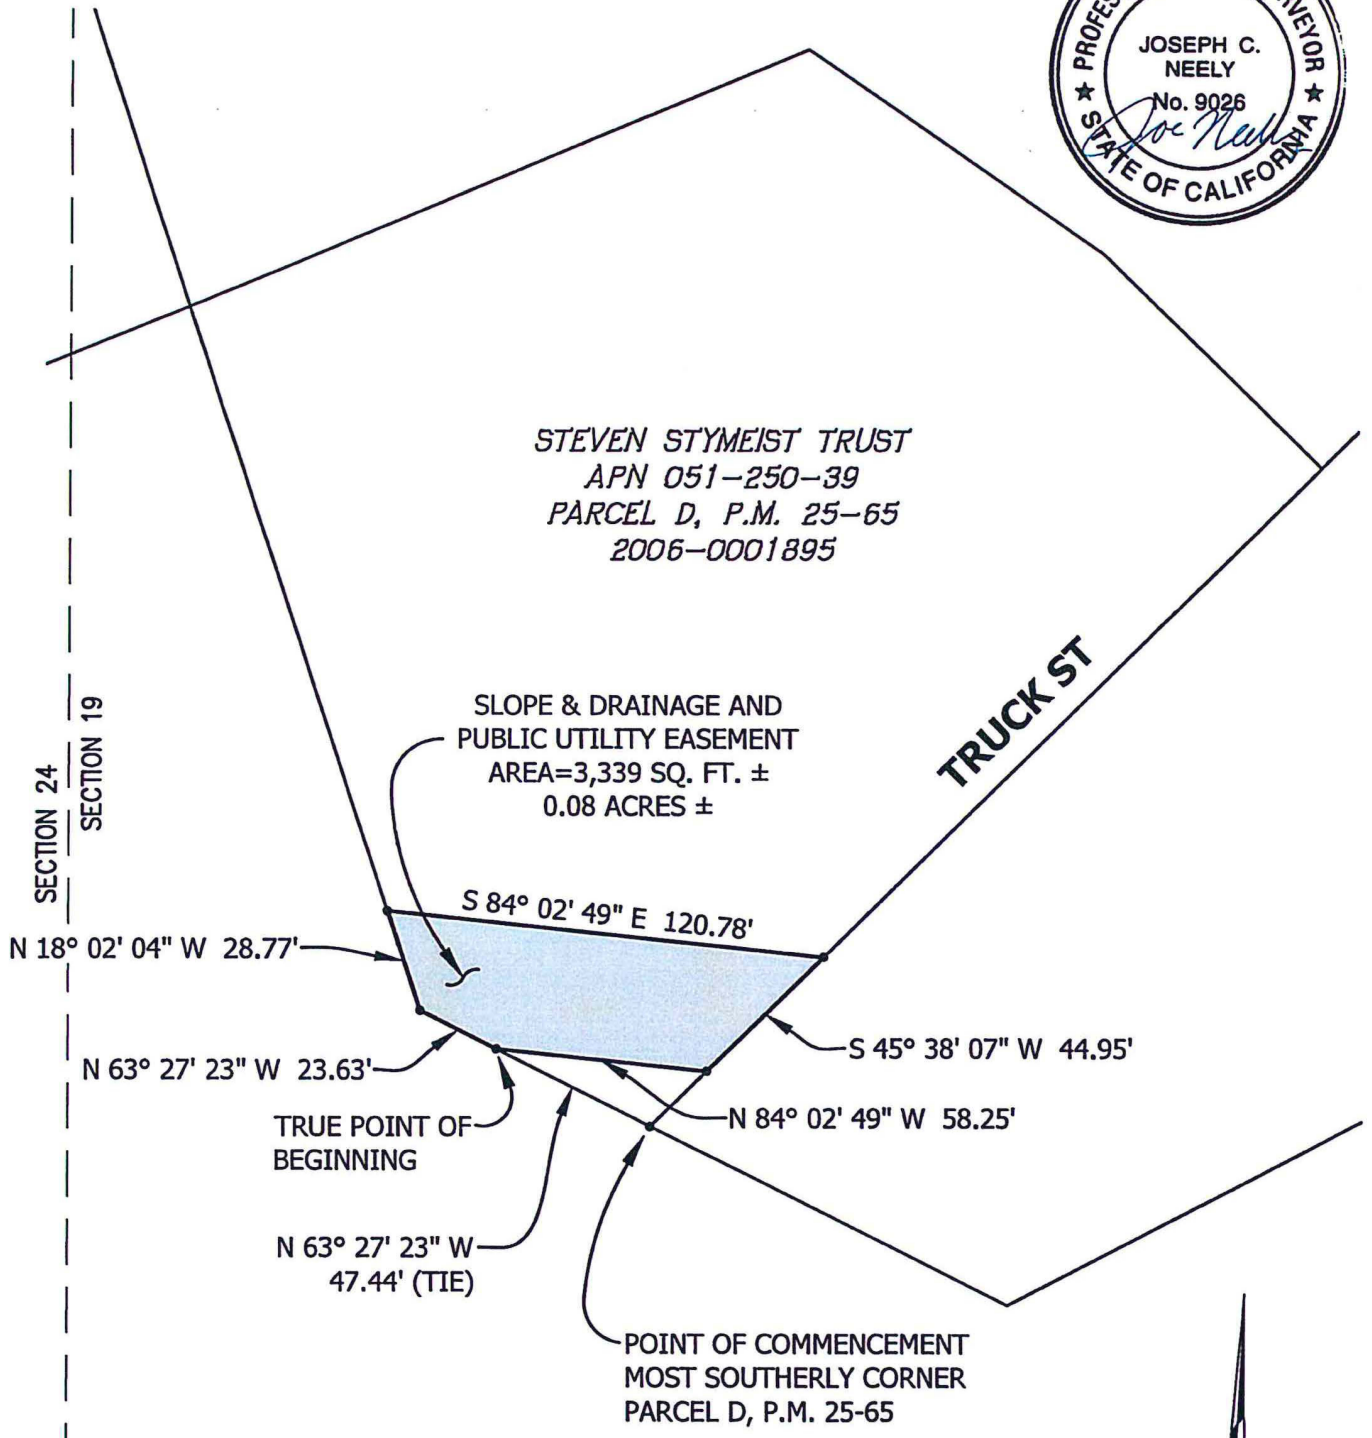 JOSEPH C.
NEELY
No. 9026
Joe Neely
★ STATE OF CALIFORNIA ★
STEVEN STYMEIST TRUST
APN 051-250-39
PARCEL D, P.M. 25-65
2006-0001895
TRUCK ST
SLOPE & DRAINAGE AND
PUBLIC UTILITY EASEMENT
AREA=3,339 SQ. FT. ±
0.08 ACRES ±
SECTION 24
SECTION 19
S 84° 02' 49" E 120.78'
N 18° 02' 04" W 28.77'
S 45° 38' 07" W 44.95'
N 63° 27' 23" W 23.63'
N 84° 02' 49" W 58.25'
TRUE POINT OF
BEGINNING
N 63° 27' 23" W
47.44' (TIE)
POINT OF COMMENCEMENT
MOST SOUTHERLY CORNER
PARCEL D, P.M. 25-65